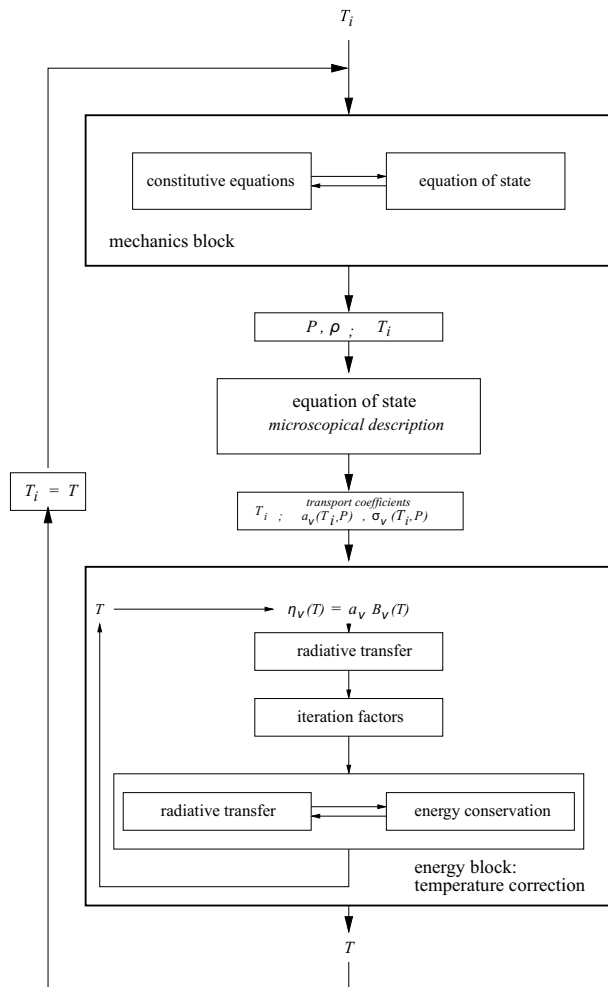 T_i
constitutive equations
equation of state
mechanics block
P , ρ ; T_i
equation of state
microscopical description
T_i = T
transport coefficients
T_i ; a_ν(T_i,P) , σ_ν(T_i,P)
T
η_ν(T) = a_ν B_ν(T)
radiative transfer
iteration factors
radiative transfer
energy conservation
energy block:
temperature correction
T